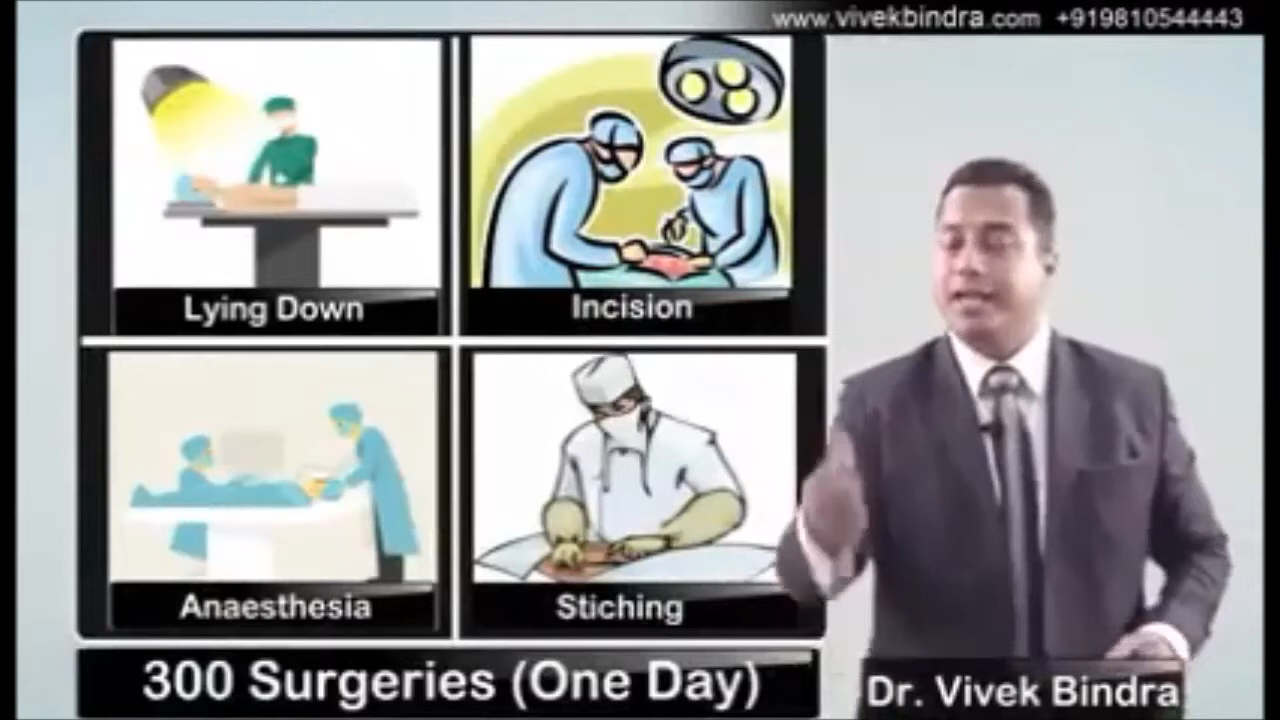 www.vivekbindra.com +919810544443
Lying Down
Incision
Anaesthesia
Stiching
300 Surgeries (One Day)
Dr. Vivek Bindra